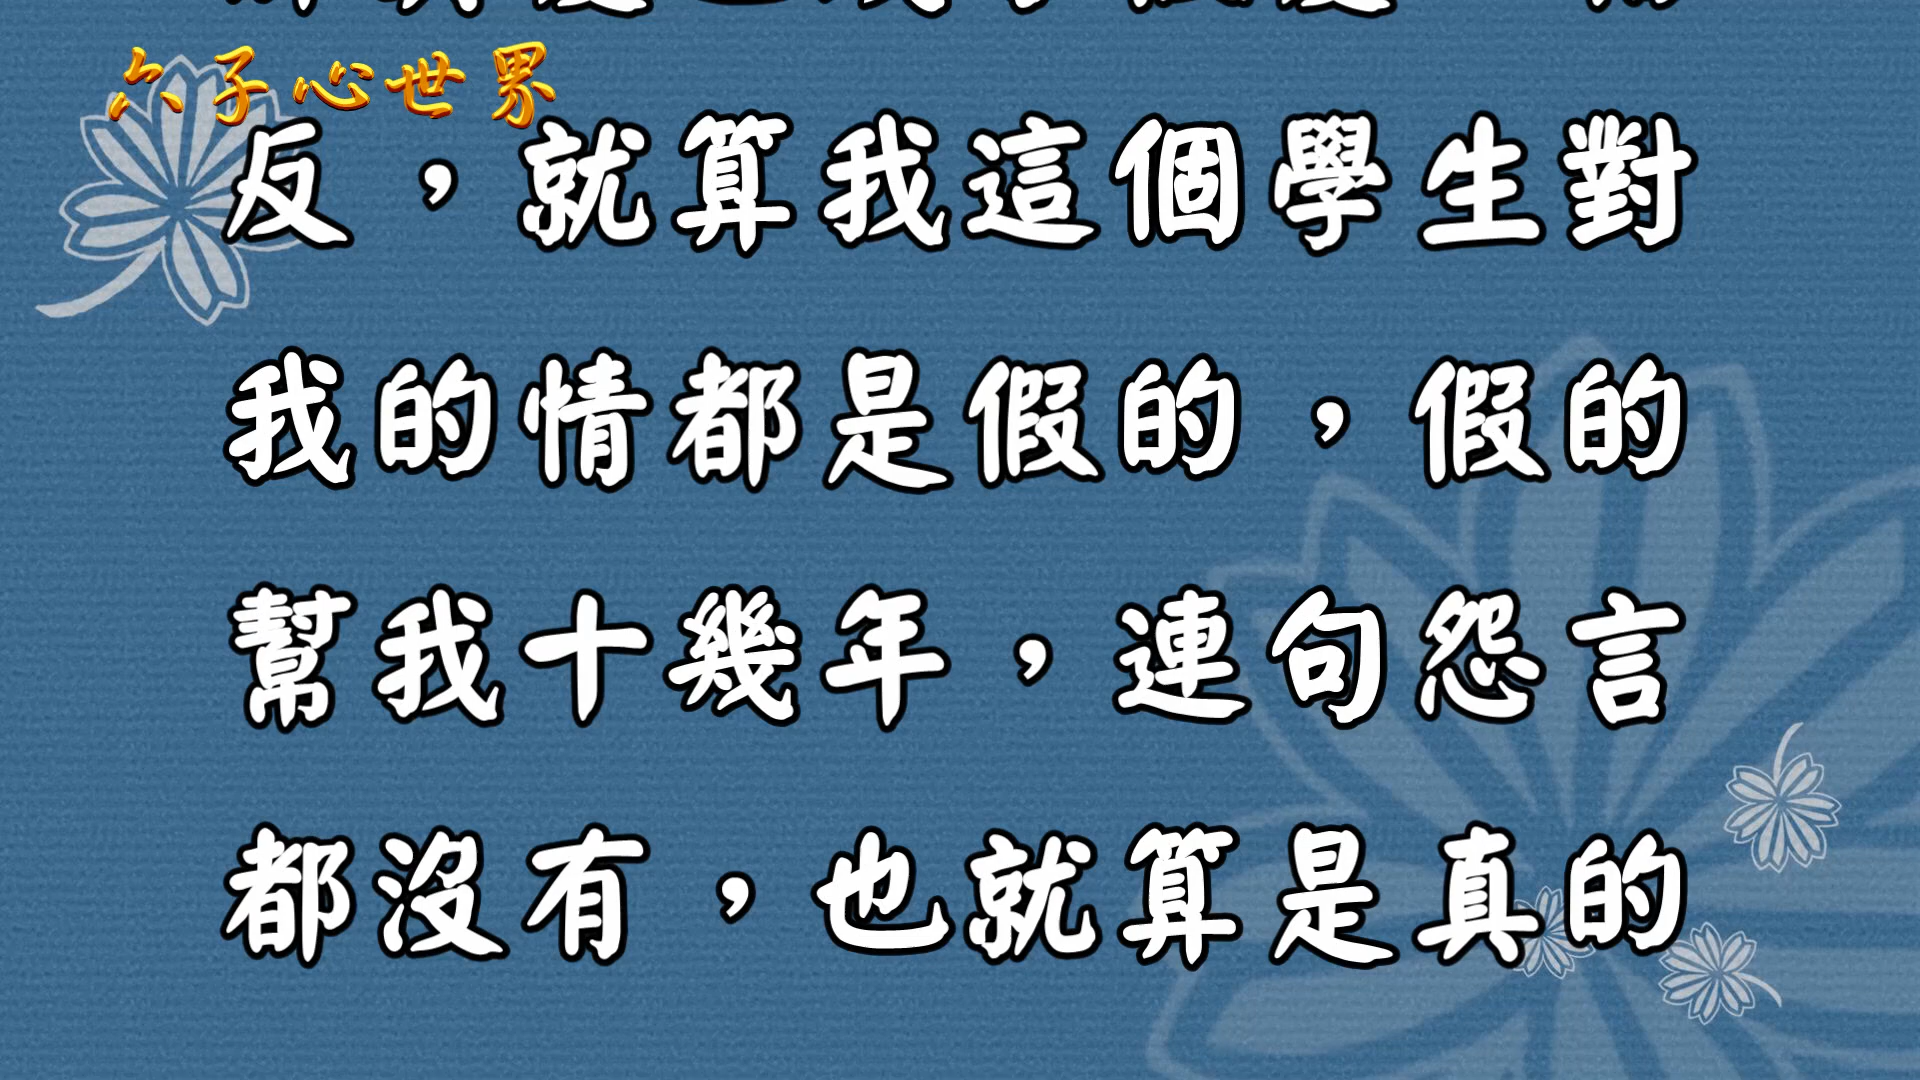 六子心世界
反，就算我這個學生對
我的情都是假的，假的
幫我十幾年，連句怨言
都沒有，也就算是真的